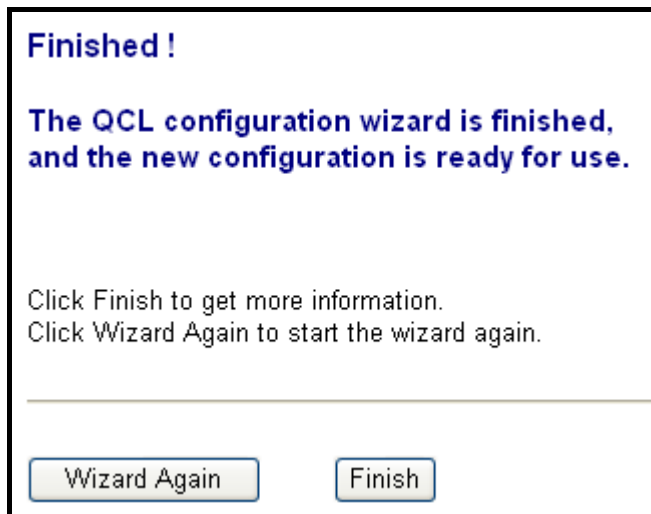 Finished !
The QCL configuration wizard is finished,
and the new configuration is ready for use.
Click Finish to get more information.
Click Wizard Again to start the wizard again.
Wizard Again
Finish